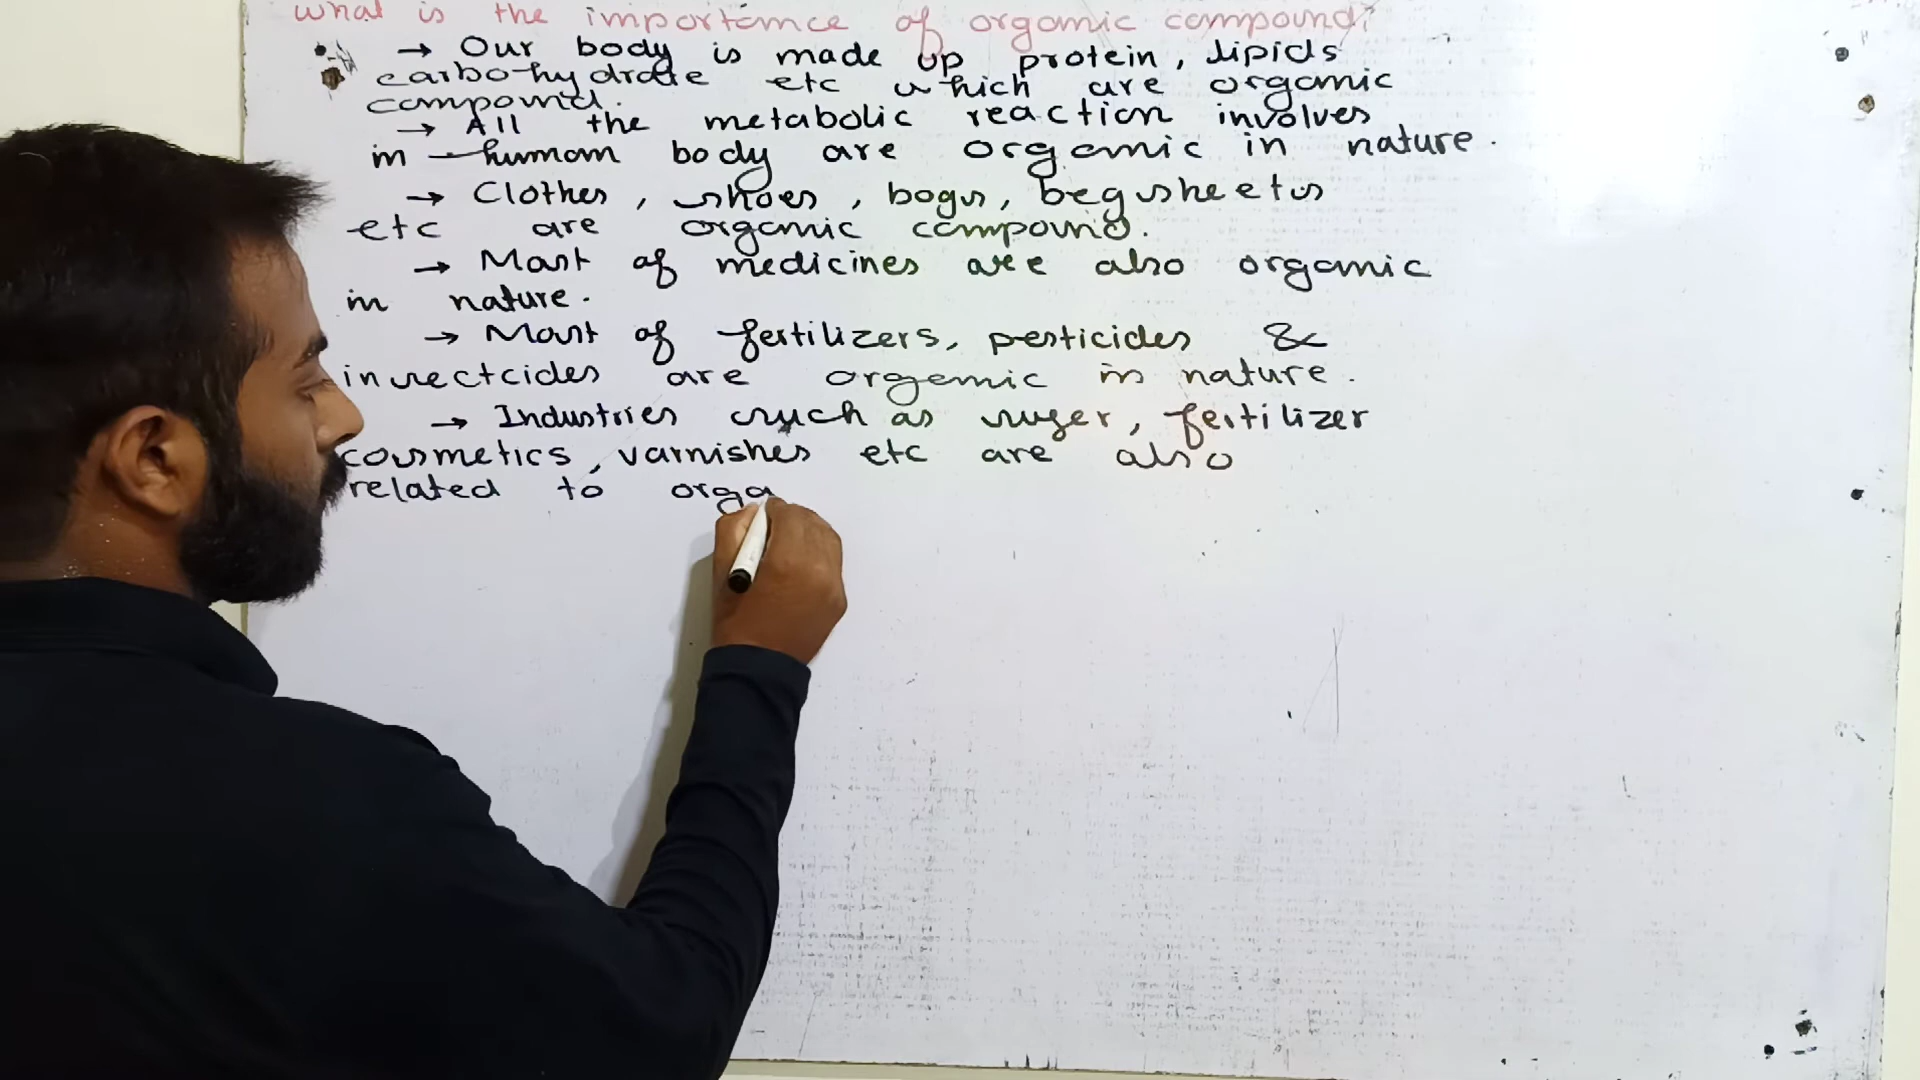 What is the importance of organic compound?
→ Our body is made up protein, lipids
carbohydrate etc which are organic
compound.
→ All the metabolic reaction involves
in human body are organic in nature.
→ Clothes, shoes, bags, begsheets
etc are organic compound.
→ Most of medicines are also organic
in nature.
→ Most of fertilizers, pesticides &
insectcides are organic in nature.
→ Industries such as suger, fertilizer
cosmetics, varnishes etc are also
related to orga